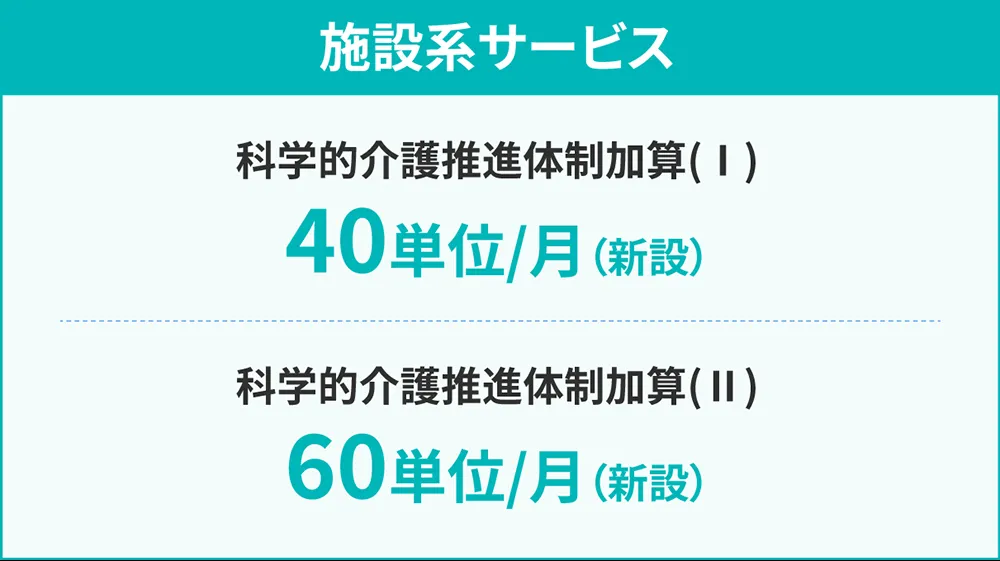 施設系サービス
科学的介護推進体制加算(Ⅰ)
40単位/月（新設）
科学的介護推進体制加算(Ⅱ)
60単位/月（新設）